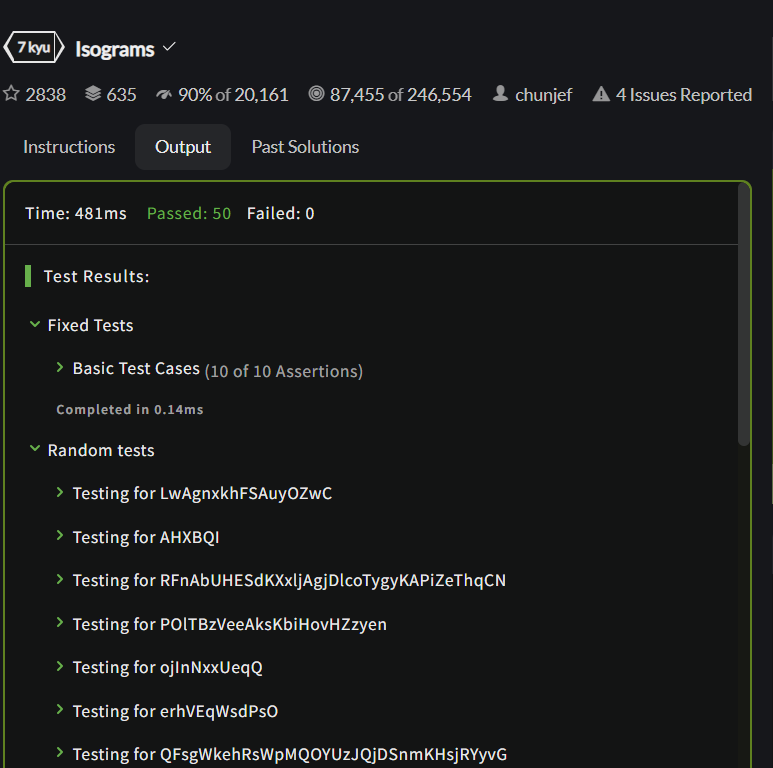 7 kyu Isograms
2838 635 90% of 20,161 87,455 of 246,554 chunjef 4 Issues Reported
Instructions Output Past Solutions
Time: 481ms Passed: 50 Failed: 0
Test Results:
Fixed Tests
Basic Test Cases (10 of 10 Assertions)
Completed in 0.14ms
Random tests
Testing for LwAgnxkhFSAuyOZwC
Testing for AHXBQI
Testing for RFnAbUHESdKXxljAgjDlcoTygyKAPiZeThqCN
Testing for POlTBzVeeAksKbiHovHZzyen
Testing for ojInNxxUeqQ
Testing for erhVEqWsdPsO
Testing for QFsgWkehRsWpMQOYUzJQjDSnmKHsjRYyvG